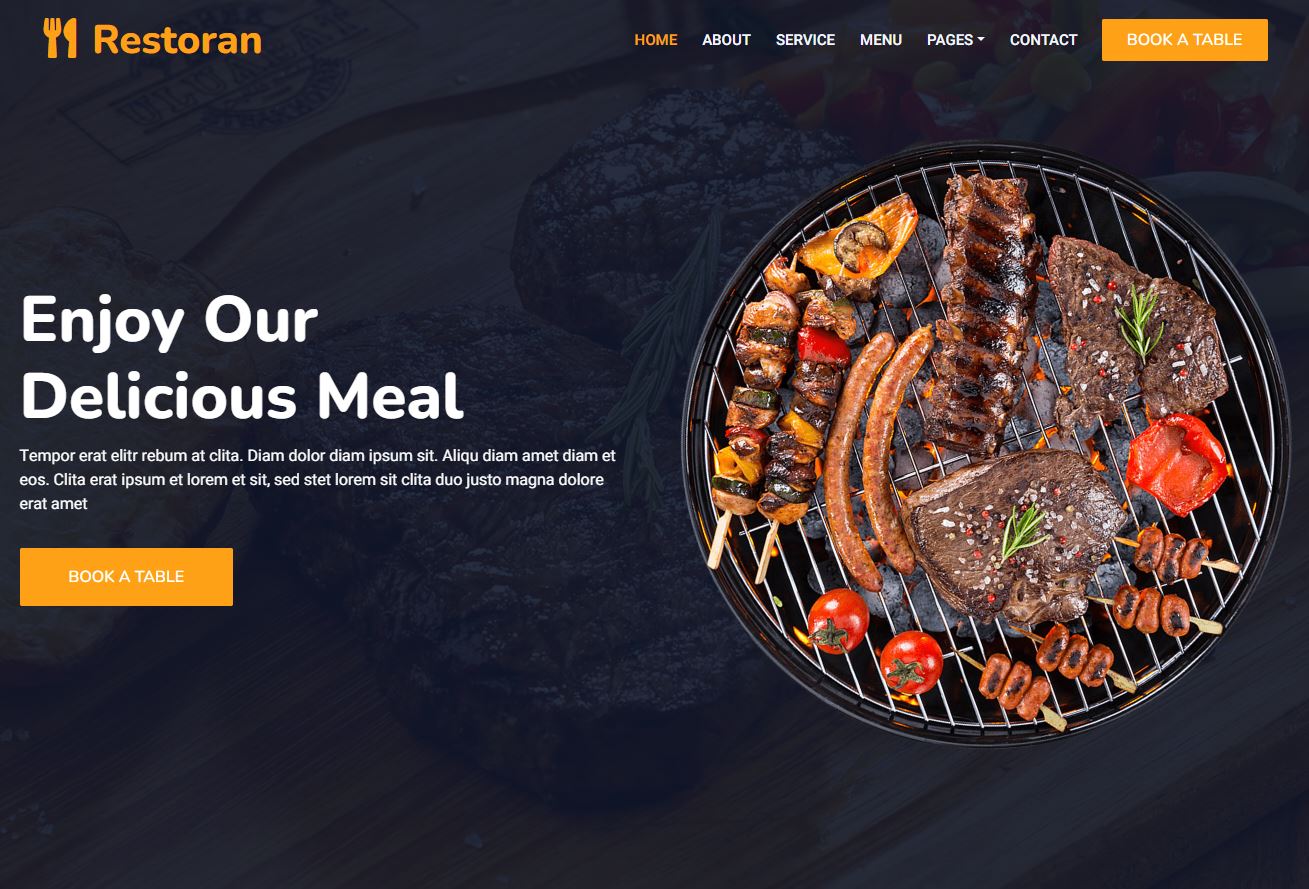 Restoran
HOME ABOUT SERVICE MENU PAGES CONTACT BOOK A TABLE
Enjoy Our
Delicious Meal
Tempor erat elitr rebum at clita. Diam dolor diam ipsum sit. Aliqu diam amet diam et
eos. Clita erat ipsum et lorem et sit, sed stet lorem sit clita duo justo magna dolore
erat amet
BOOK A TABLE